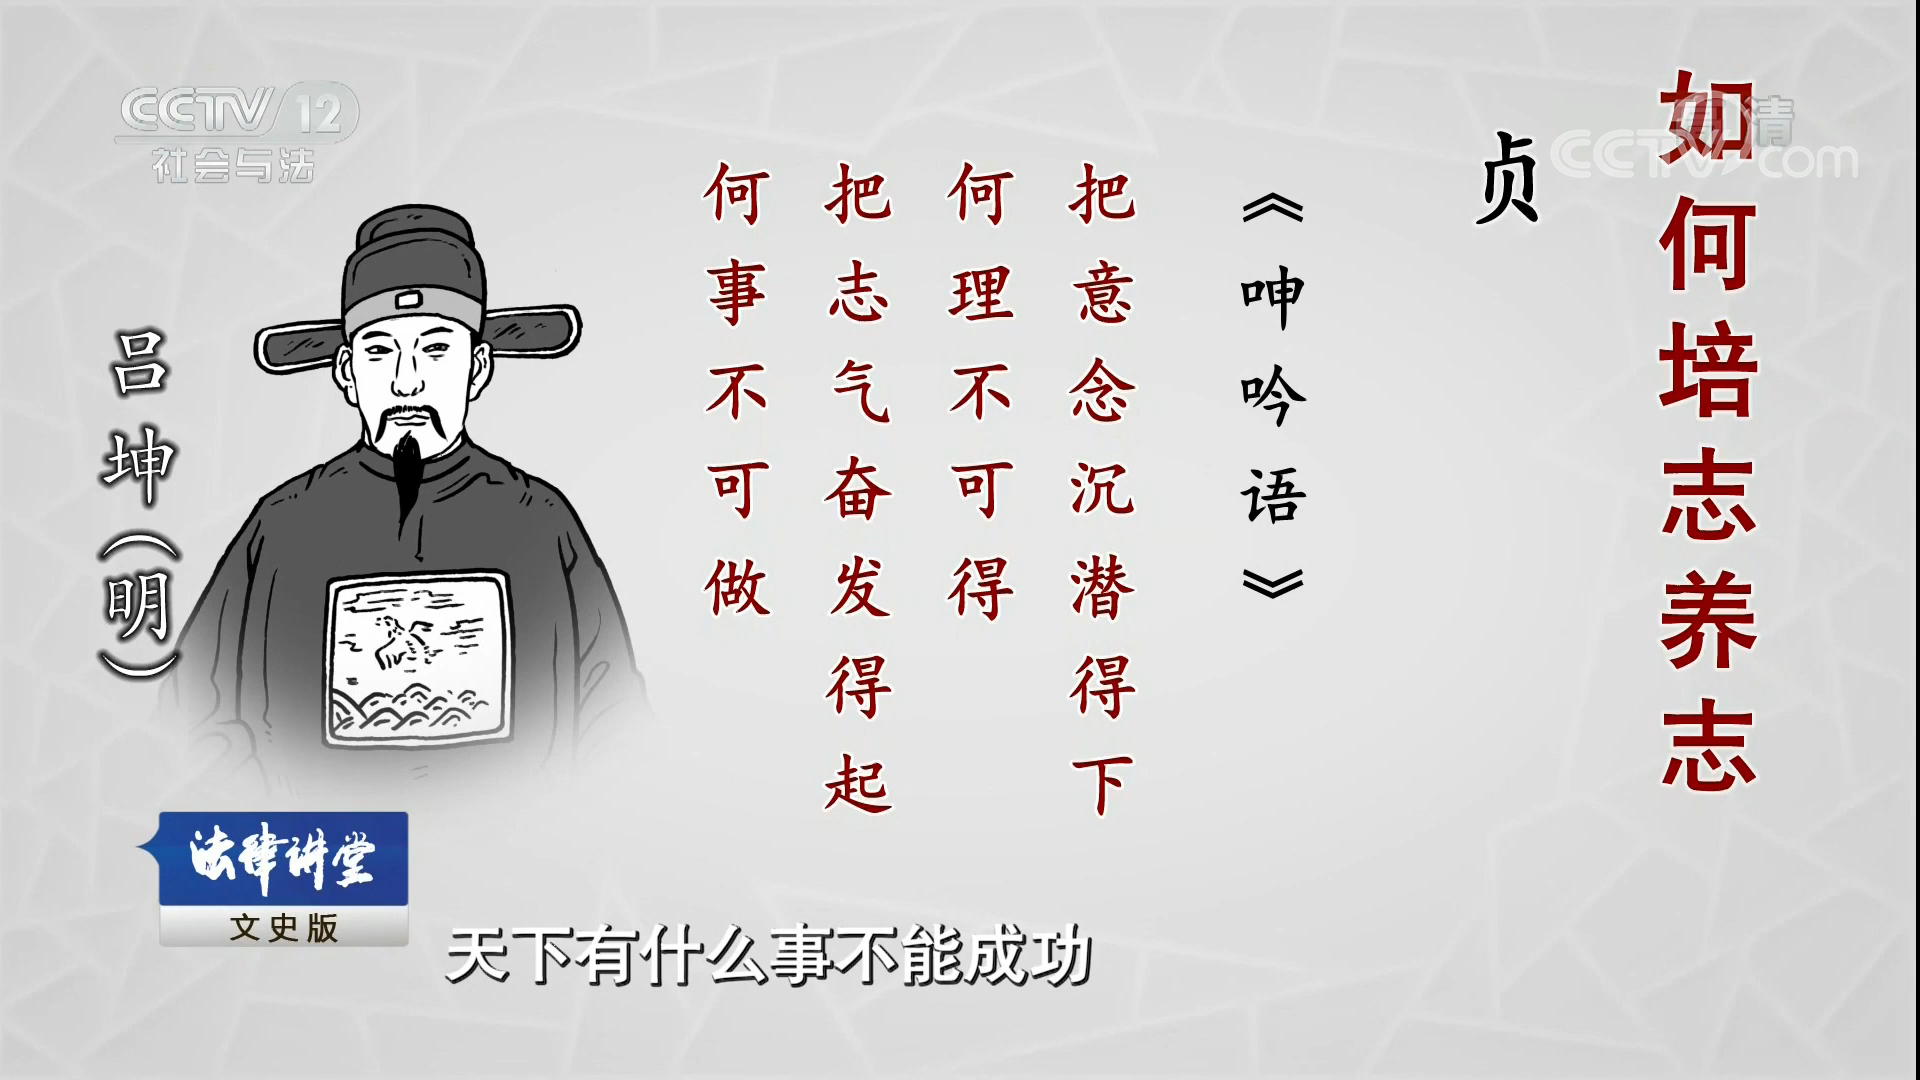 CCTV 12
社会与法
高清
CCTV.com
如何培志养志
贞
《呻吟语》
把意念沉潜得下
何理不可得
把志气奋发得起
何事不可做
吕坤(明)
法律讲堂
文史版
天下有什么事不能成功